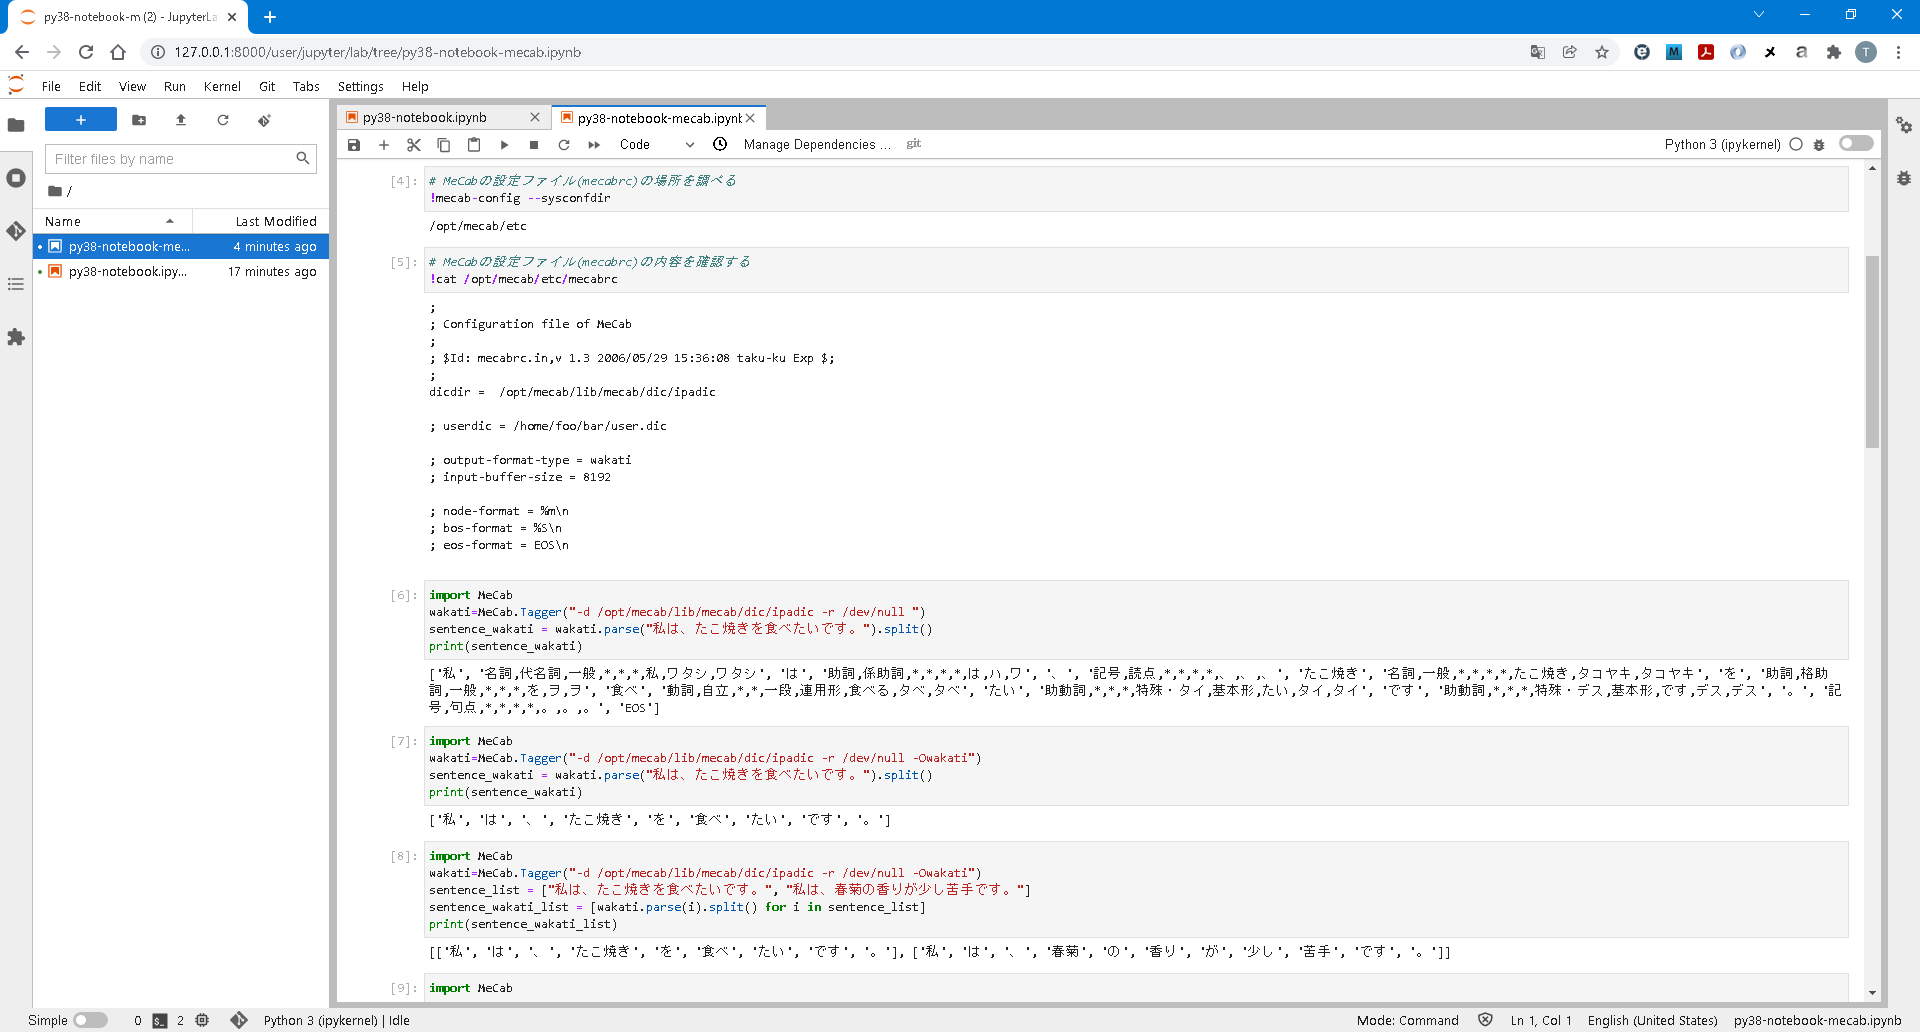 py38-notebook-m (2) - JupyterLa
127.0.0.1:8000/user/jupyter/lab/tree/py38-notebook-mecab.ipynb
T
File Edit View Run Kernel Git Tabs Settings Help
Filter files by name
/
Name Last Modified
py38-notebook-me... 4 minutes ago
py38-notebook.ipy... 17 minutes ago
py38-notebook.ipynb
py38-notebook-mecab.ipynb
Code
Manage Dependencies ...
git
Python 3 (ipykernel)
[4]: # MeCabの設定ファイル(mecabrc)の場所を調べる
!mecab-config --sysconfdir
/opt/mecab/etc
[5]: # MeCabの設定ファイル(mecabrc)の内容を確認する
!cat /opt/mecab/etc/mecabrc
;
; Configuration file of MeCab
;
; $Id: mecabrc.in,v 1.3 2006/05/29 15:36:08 taku-ku Exp $;
;
dicdir =  /opt/mecab/lib/mecab/dic/ipadic
; userdic = /home/foo/bar/user.dic
; output-format-type = wakati
; input-buffer-size = 8192
; node-format = %m\n
; bos-format = %S\n
; eos-format = EOS\n
[6]: import MeCab
wakati=MeCab.Tagger("-d /opt/mecab/lib/mecab/dic/ipadic -r /dev/null ")
sentence_wakati = wakati.parse("私は、たこ焼きを食べたいです。").split()
print(sentence_wakati)
['私', '名詞,代名詞,一般,*,*,*,私,ワタシ,ワタシ', 'は', '助詞,係助詞,*,*,*,*,は,ハ,ワ', '、', '記号,読点,*,*,*,*,、,、,、', 'たこ焼き', '名詞,一般,*,*,*,*,たこ焼き,タコヤキ,タコヤキ', 'を', '助詞,格助
詞,一般,*,*,*,を,ヲ,ヲ', '食べ', '動詞,自立,*,*,一段,連用形,食べる,タベ,タベ', 'たい', '助動詞,*,*,*,特殊・タイ,基本形,たい,タイ,タイ', 'です', '助動詞,*,*,*,特殊・デス,基本形,です,デス,デス', '。', '記
号,句点,*,*,*,*,。,。,。', 'EOS']
[7]: import MeCab
wakati=MeCab.Tagger("-d /opt/mecab/lib/mecab/dic/ipadic -r /dev/null -Owakati")
sentence_wakati = wakati.parse("私は、たこ焼きを食べたいです。").split()
print(sentence_wakati)
['私', 'は', '、', 'たこ焼き', 'を', '食べ', 'たい', 'です', '。']
[8]: import MeCab
wakati=MeCab.Tagger("-d /opt/mecab/lib/mecab/dic/ipadic -r /dev/null -Owakati")
sentence_list = ["私は、たこ焼きを食べたいです。", "私は、春菊の香りが少し苦手です。"]
sentence_wakati_list = [wakati.parse(i).split() for i in sentence_list]
print(sentence_wakati_list)
[['私', 'は', '、', 'たこ焼き', 'を', '食べ', 'たい', 'です', '。'], ['私', 'は', '、', '春菊', 'の', '香り', 'が', '少し', '苦手', 'です', '。']]
[9]: import MeCab
Simple 0 2 Python 3 (ipykernel) | Idle Mode: Command Ln 1, Col 1 English (United States) py38-notebook-mecab.ipynb